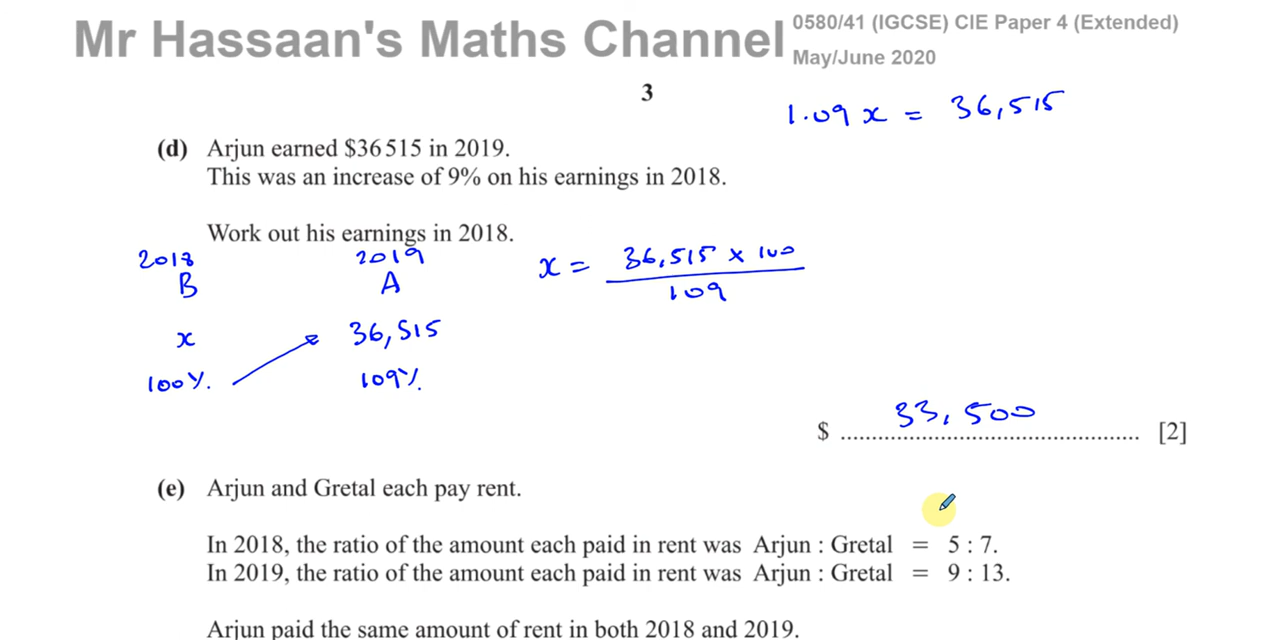 Mr Hassaan's Maths Channel
0580/41 (IGCSE) CIE Paper 4 (Extended)
May/June 2020
3
1.09 x = 36,515
(d) Arjun earned $36 515 in 2019.
This was an increase of 9% on his earnings in 2018.
Work out his earnings in 2018.
2018 2019
B A
x = 36,515 × 100
109
x 36,515
100% 109%
33,500
$ ................................................ [2]
(e) Arjun and Gretal each pay rent.
In 2018, the ratio of the amount each paid in rent was Arjun : Gretal = 5 : 7.
In 2019, the ratio of the amount each paid in rent was Arjun : Gretal = 9 : 13.
Arjun paid the same amount of rent in both 2018 and 2019.